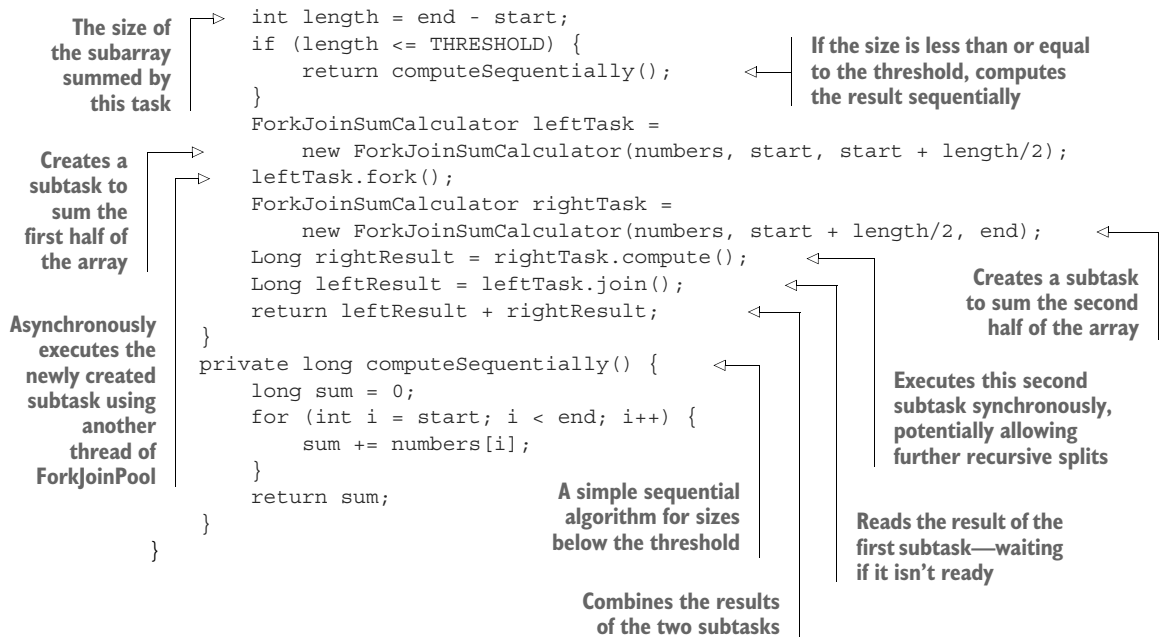 int length = end - start;
if (length <= THRESHOLD) {
return computeSequentially();
}
ForkJoinSumCalculator leftTask =
new ForkJoinSumCalculator(numbers, start, start + length/2);
leftTask.fork();
ForkJoinSumCalculator rightTask =
new ForkJoinSumCalculator(numbers, start + length/2, end);
Long rightResult = rightTask.compute();
Long leftResult = leftTask.join();
return leftResult + rightResult;
}
private long computeSequentially() {
long sum = 0;
for (int i = start; i < end; i++) {
sum += numbers[i];
}
return sum;
}
}
The size of
the subarray
summed by
this task
If the size is less than or equal
to the threshold, computes
the result sequentially
Creates a
subtask to
sum the
first half of
the array
Asynchronously
executes the
newly created
subtask using
another
thread of
ForkJoinPool
Creates a subtask
to sum the second
half of the array
Executes this second
subtask synchronously,
potentially allowing
further recursive splits
A simple sequential
algorithm for sizes
below the threshold
Reads the result of the
first subtask—waiting
if it isn't ready
Combines the results
of the two subtasks